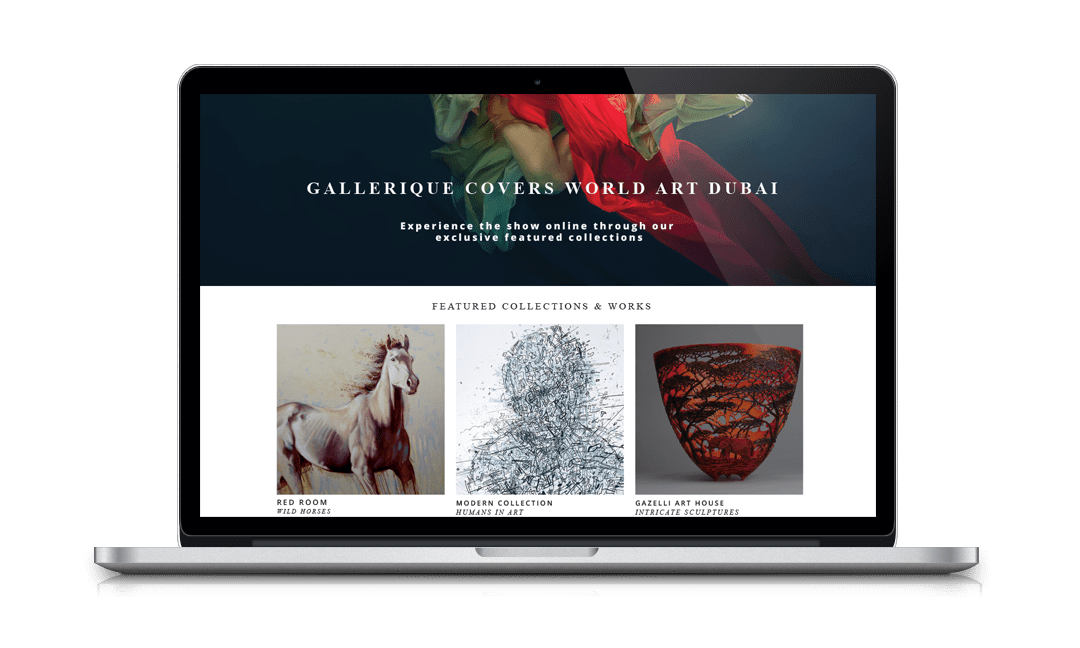 GALLERIQUE COVERS WORLD ART DUBAI
Experience the show online through our
exclusive featured collections
FEATURED COLLECTIONS & WORKS
RED ROOM
WILD HORSES
MODERN COLLECTION
HUMANS IN ART
GAZELLI ART HOUSE
INTRICATE SCULPTURES